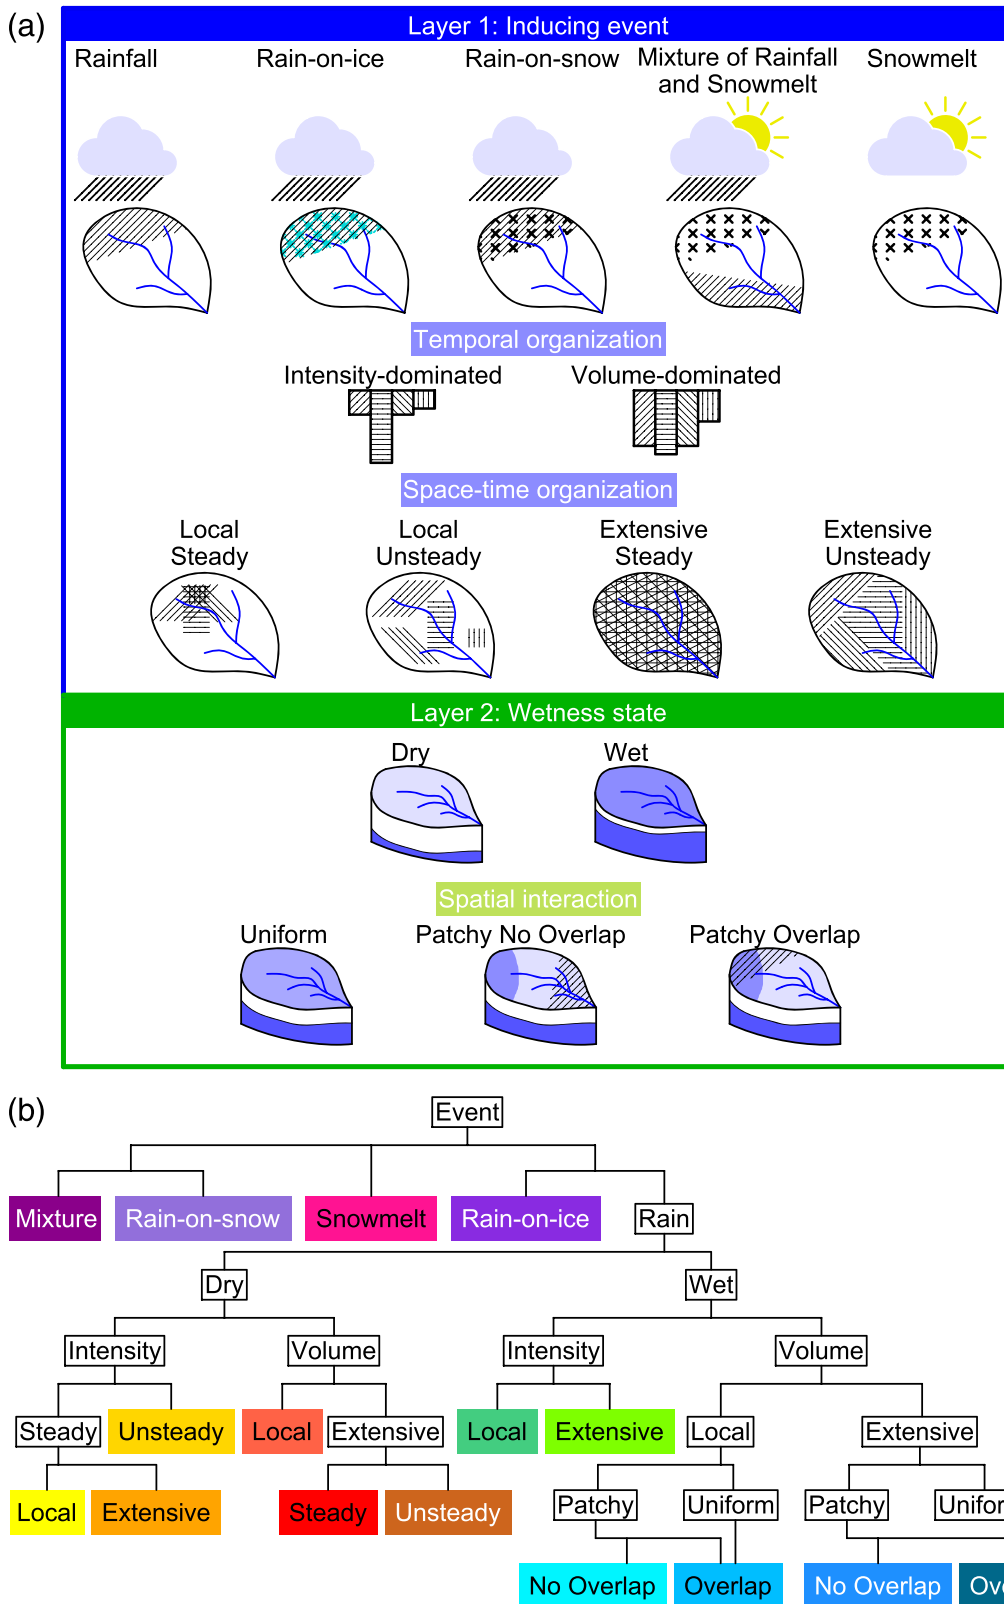 (a)
Layer 1: Inducing event
Rainfall
Rain-on-ice
Rain-on-snow
Mixture of Rainfall
and Snowmelt
Snowmelt
Temporal organization
Intensity-dominated
Volume-dominated
Space-time organization
Local
Steady
Local
Unsteady
Extensive
Steady
Extensive
Unsteady
Layer 2: Wetness state
Dry
Wet
Spatial interaction
Uniform
Patchy No Overlap
Patchy Overlap
(b)
Event
Mixture
Rain-on-snow
Snowmelt
Rain-on-ice
Rain
Dry
Wet
Intensity
Volume
Intensity
Volume
Steady
Unsteady
Local
Extensive
Local
Extensive
Local
Extensive
Local
Extensive
Steady
Unsteady
Patchy
Uniform
Patchy
Unifor
No Overlap
Overlap
No Overlap
Ove